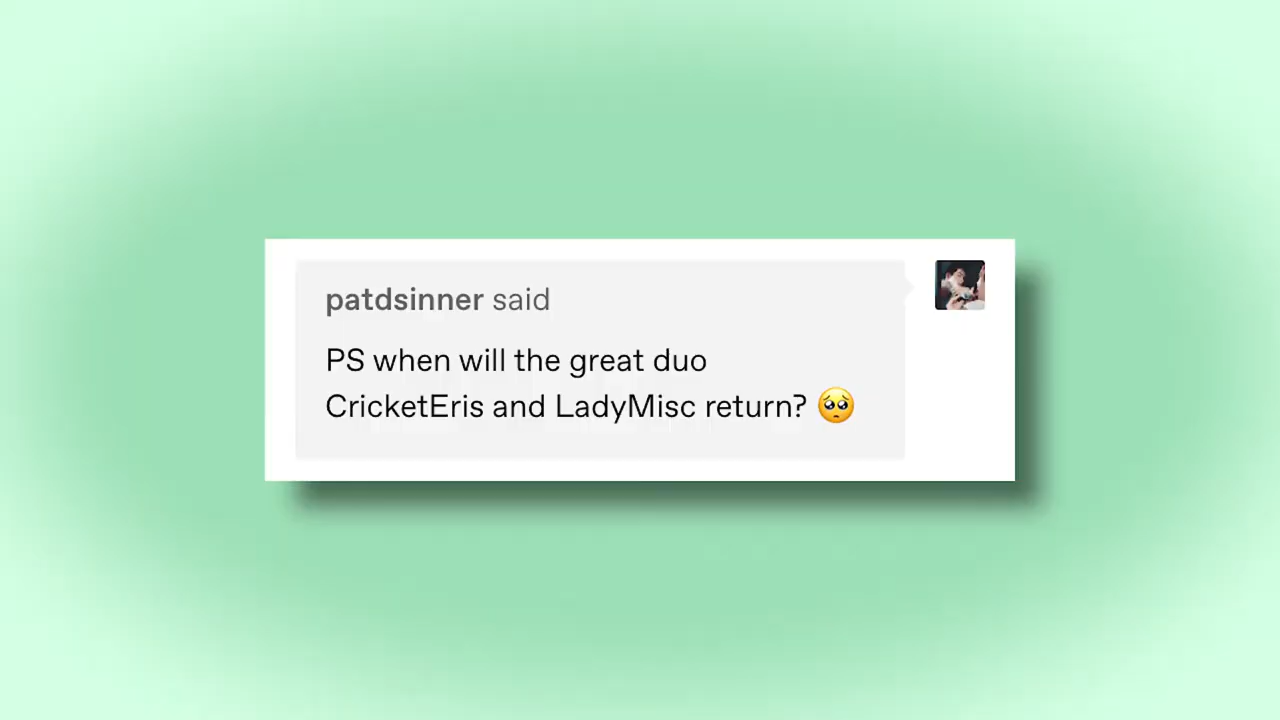 patdsinner said
PS when will the great duo
CricketEris and LadyMisc return? 🥺